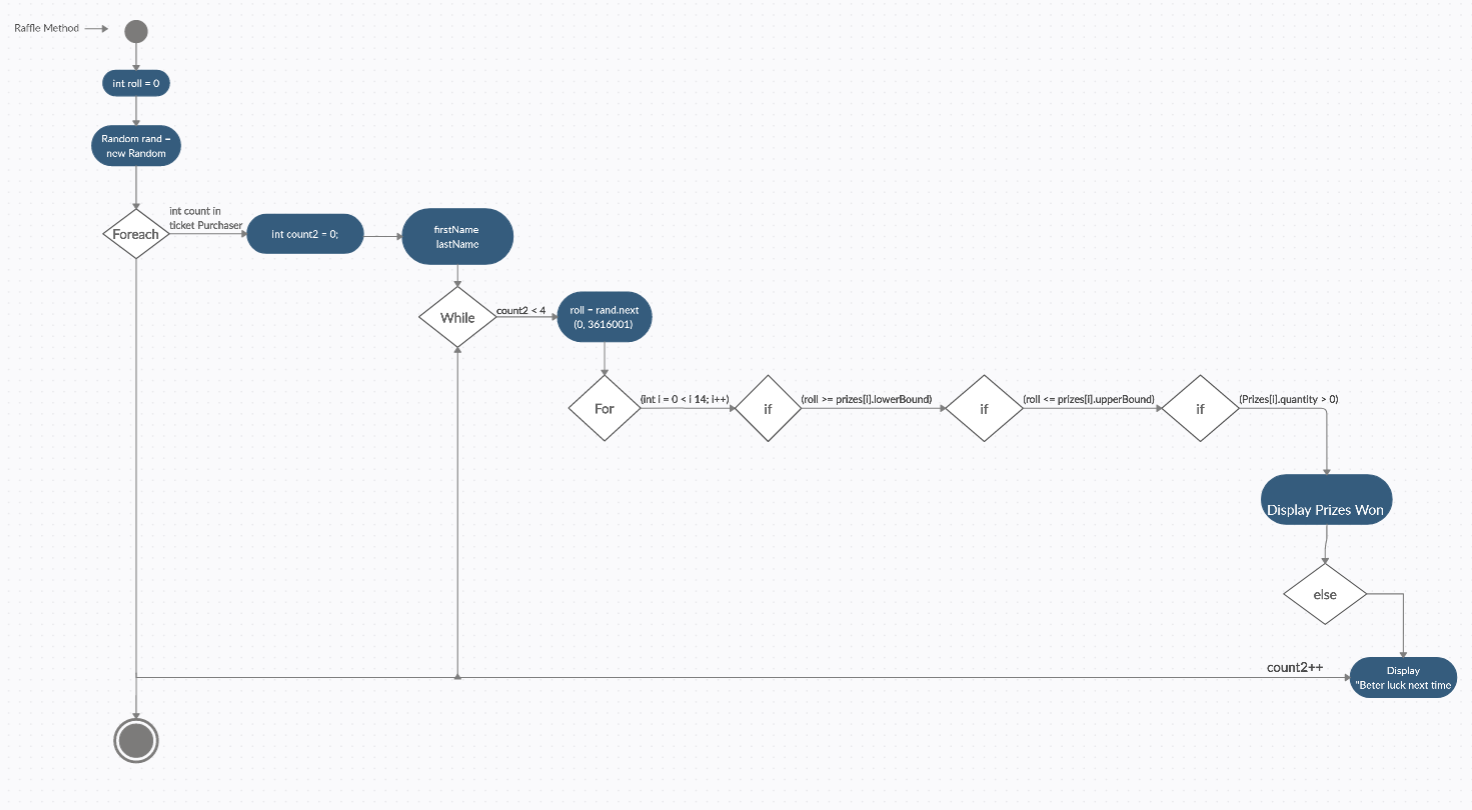 Raffle Method
int roll = 0
Random rand =
new Random
Foreach
int count in
ticket Purchaser
int count2 = 0;
firstName
lastName
While
count2 < 4
roll = rand.next
(0, 3616001)
For
(int i = 0 < i 14; i++)
if
(roll >= prizes[i].lowerBound)
if
(roll <= prizes[i].upperBound)
if
(Prizes[i].quantity > 0)
Display Prizes Won
else
count2++
Display
"Beter luck next time